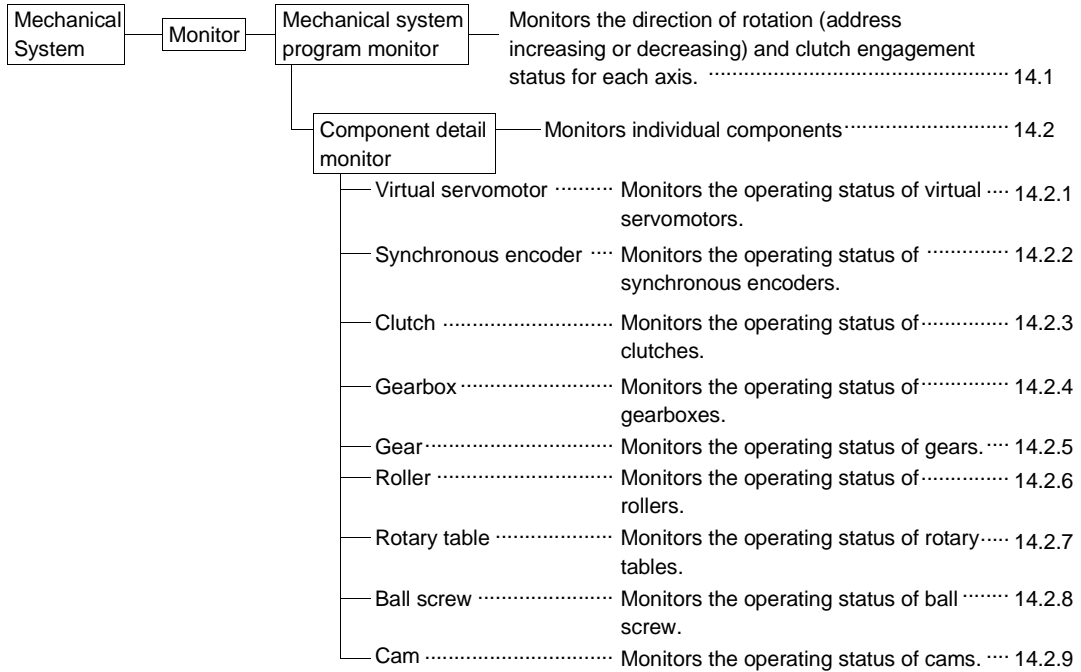 Mechanical System
Monitor
Mechanical system program monitor
Monitors the direction of rotation (address
increasing or decreasing) and clutch engagement
status for each axis. 14.1
Component detail monitor
Monitors individual components 14.2
Virtual servomotor Monitors the operating status of virtual 14.2.1
servomotors.
Synchronous encoder Monitors the operating status of 14.2.2
synchronous encoders.
Clutch Monitors the operating status of 14.2.3
clutches.
Gearbox Monitors the operating status of 14.2.4
gearboxes.
Gear Monitors the operating status of gears. 14.2.5
Roller Monitors the operating status of 14.2.6
rollers.
Rotary table Monitors the operating status of rotary 14.2.7
tables.
Ball screw Monitors the operating status of ball 14.2.8
screw.
Cam Monitors the operating status of cams. 14.2.9